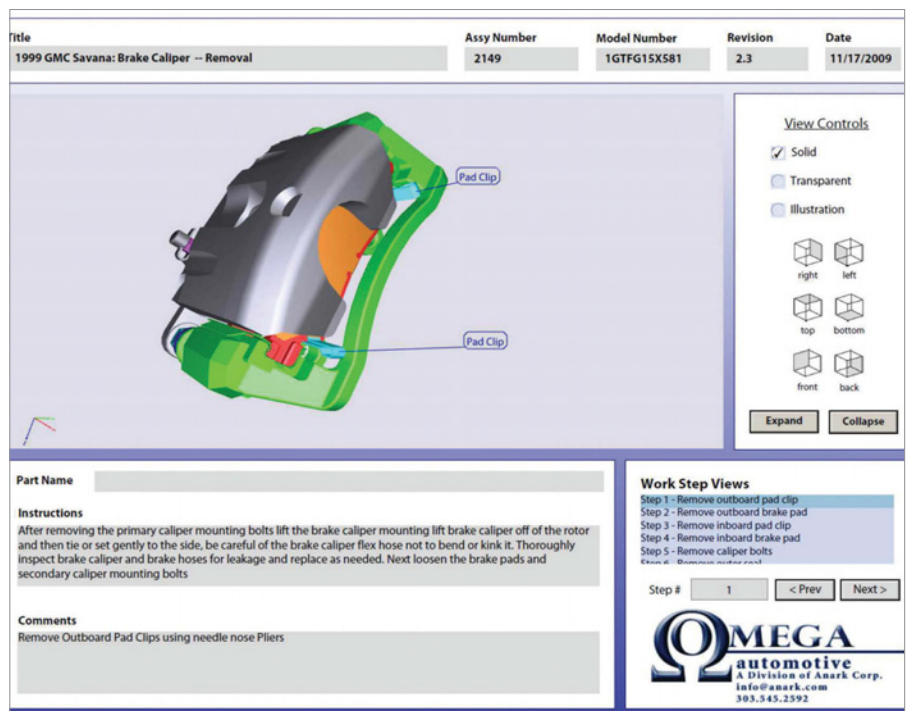 Title
Assy Number
Model Number
Revision
Date
1999 GMC Savana: Brake Caliper -- Removal
2149
1GTFG15X581
2.3
11/17/2009
Pad Clip
Pad Clip
View Controls
Solid
Transparent
Illustration
right
left
top
bottom
front
back
Expand
Collapse
Part Name
Instructions
After removing the primary caliper mounting bolts lift the brake caliper mounting lift brake caliper off of the rotor
and then tie or set gently to the side, be careful of the brake caliper flex hose not to bend or kink it. Thoroughly
inspect brake caliper and brake hoses for leakage and replace as needed. Next loosen the brake pads and
secondary caliper mounting bolts
Comments
Remove Outboard Pad Clips using needle nose Pliers
Work Step Views
Step 1 - Remove outboard pad clip
Step 2 - Remove outboard brake pad
Step 3 - Remove inboard pad clip
Step 4 - Remove inboard brake pad
Step 5 - Remove caliper bolts
Step 6 - Remove outer seal
Step #
1
< Prev
Next >
ΩMEGA
automotive
A Division of Anark Corp.
info@anark.com
303.545.2592